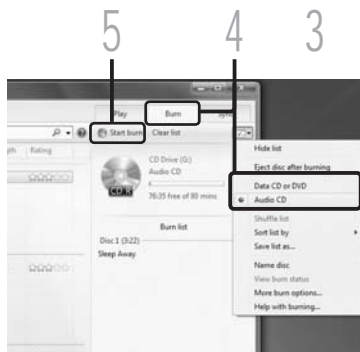 5 4 3
Play Burn Sync
Start burn Clear list
Rating
CD Drive (G:)
Audio CD
76:35 free of 80 mins
CD-R
Burn list
Disc 1 (3:22)
Sleep Away
Hide list
Eject disc after burning
Data CD or DVD
Audio CD
Shuffle list
Sort list by
Save list as...
Name disc
View burn status
More burn options...
Help with burning...